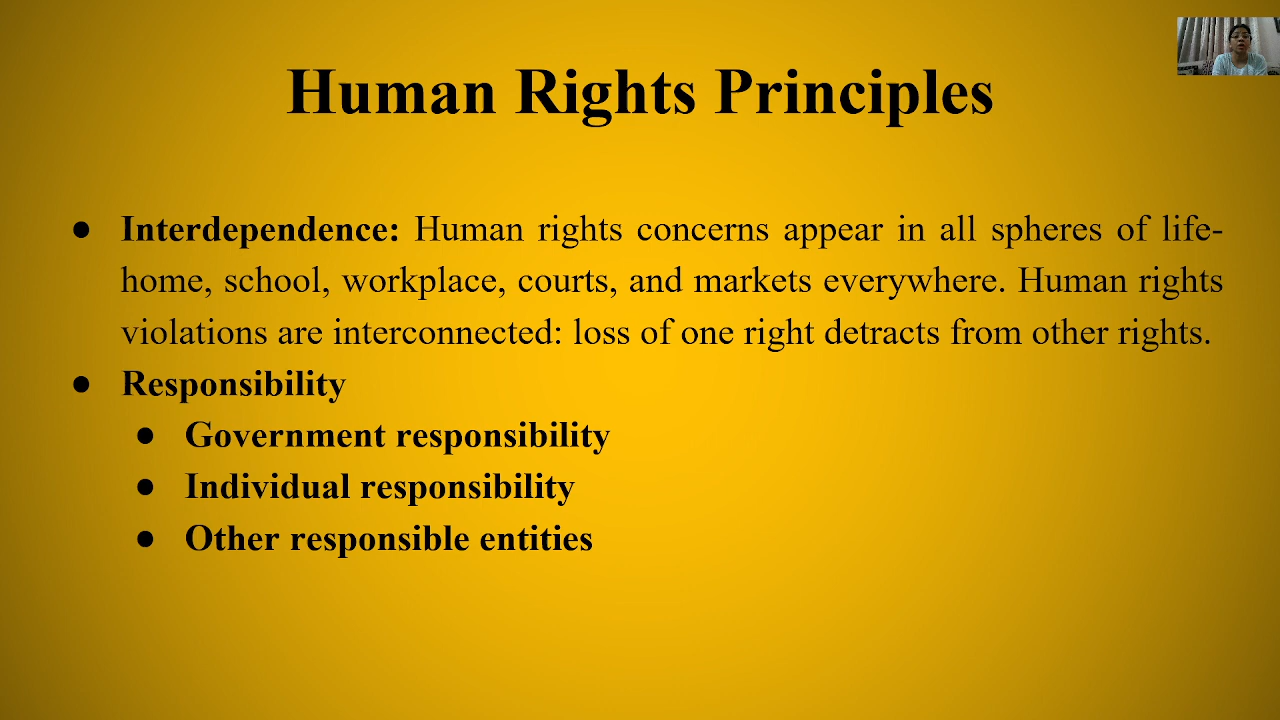 Human Rights Principles
● Interdependence: Human rights concerns appear in all spheres of life-
home, school, workplace, courts, and markets everywhere. Human rights
violations are interconnected: loss of one right detracts from other rights.
● Responsibility
● Government responsibility
● Individual responsibility
● Other responsible entities